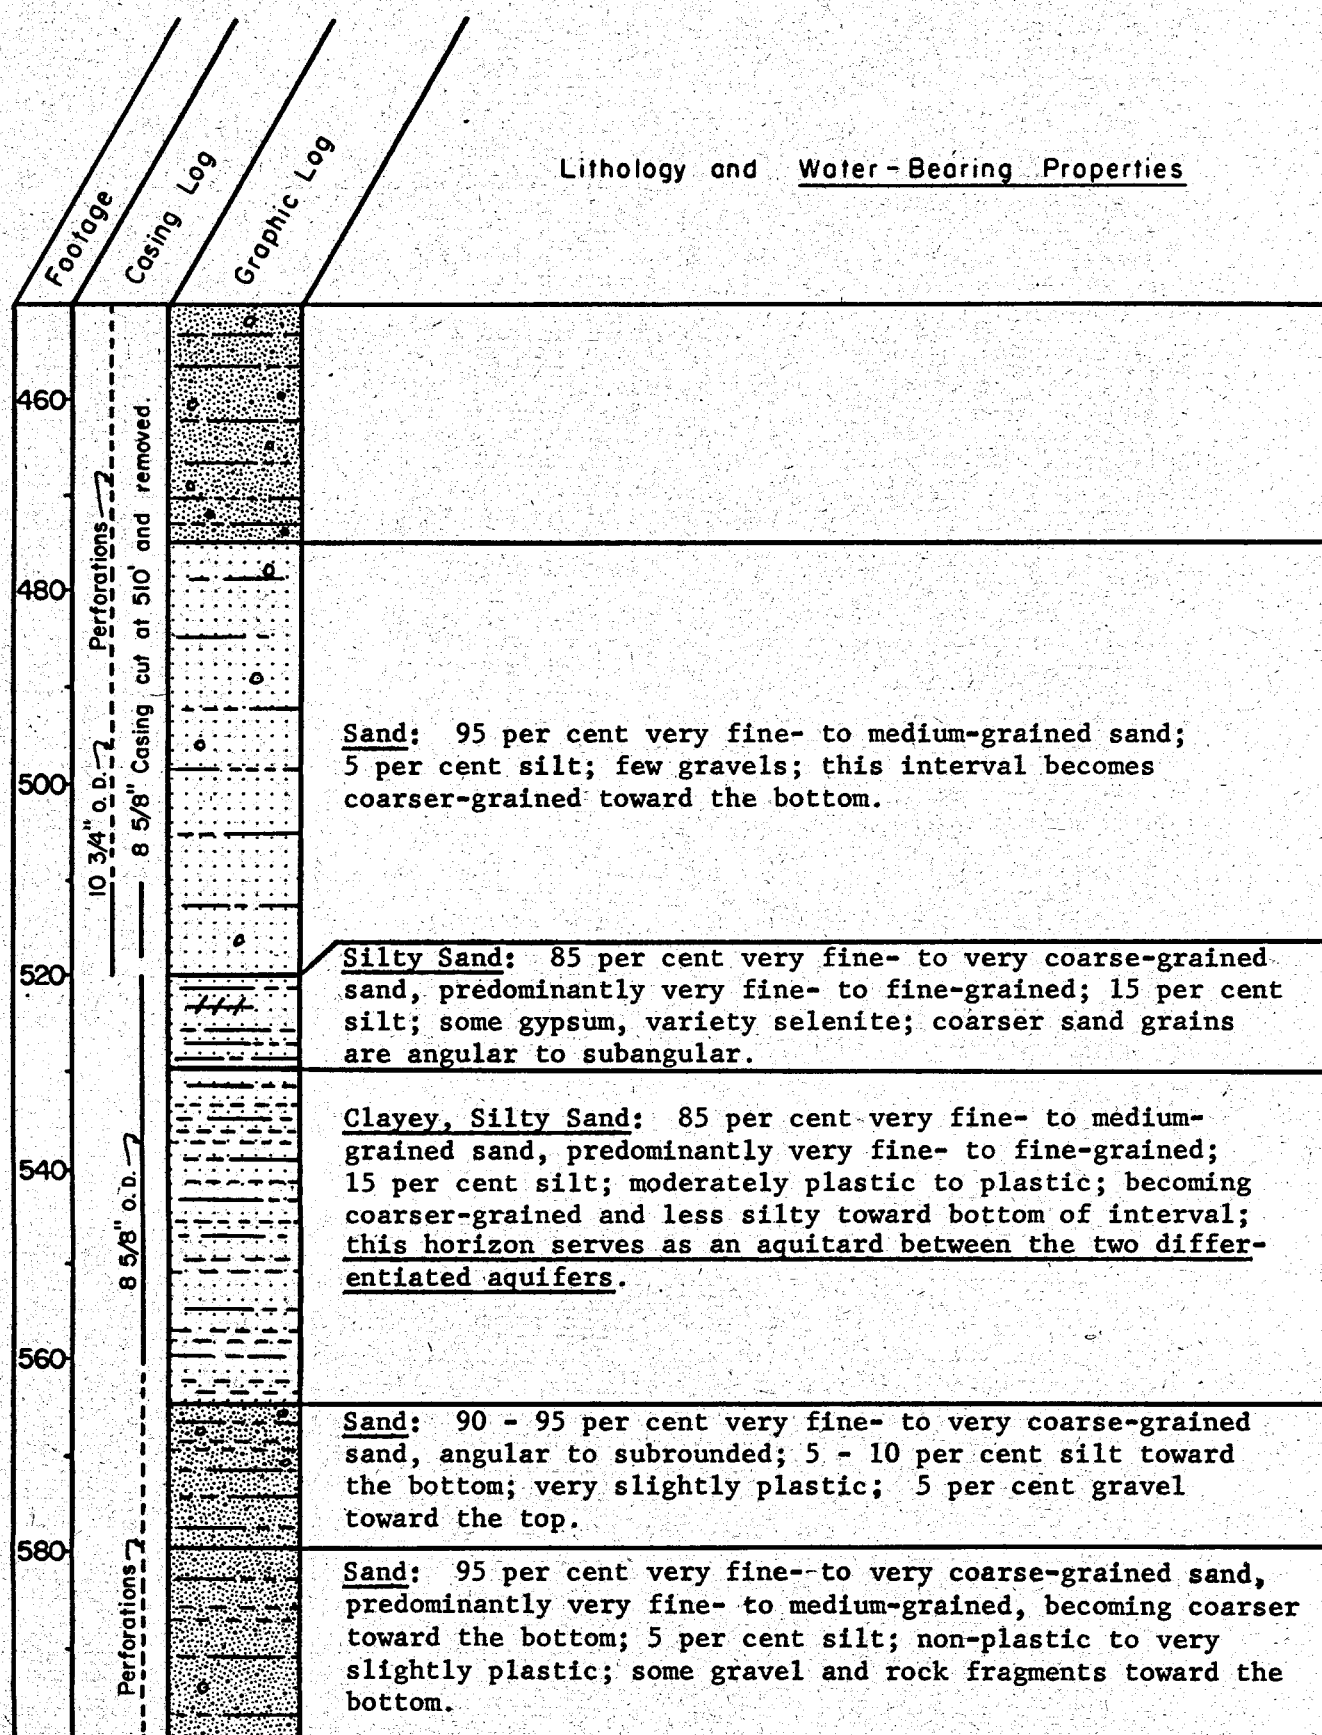 Footage
Casing Log
Graphic Log
Lithology and Water-Bearing Properties
460
480
500
520
540
560
580
Perforations
10 3/4" O.D.
8 5/8" Casing cut at 510' and removed.
8 5/8" O.D.
Perforations
Sand: 95 per cent very fine- to medium-grained sand;
5 per cent silt; few gravels; this interval becomes
coarser-grained toward the bottom.
Silty Sand: 85 per cent very fine- to very coarse-grained
sand, predominantly very fine- to fine-grained; 15 per cent
silt; some gypsum, variety selenite; coarser sand grains
are angular to subangular.
Clayey, Silty Sand: 85 per cent very fine- to medium-
grained sand, predominantly very fine- to fine-grained;
15 per cent silt; moderately plastic to plastic; becoming
coarser-grained and less silty toward bottom of interval;
this horizon serves as an aquitard between the two differ-
entiated aquifers.
Sand: 90 - 95 per cent very fine- to very coarse-grained
sand, angular to subrounded; 5 - 10 per cent silt toward
the bottom; very slightly plastic; 5 per cent gravel
toward the top.
Sand: 95 per cent very fine--to very coarse-grained sand,
predominantly very fine- to medium-grained, becoming coarser
toward the bottom; 5 per cent silt; non-plastic to very
slightly plastic; some gravel and rock fragments toward the
bottom.